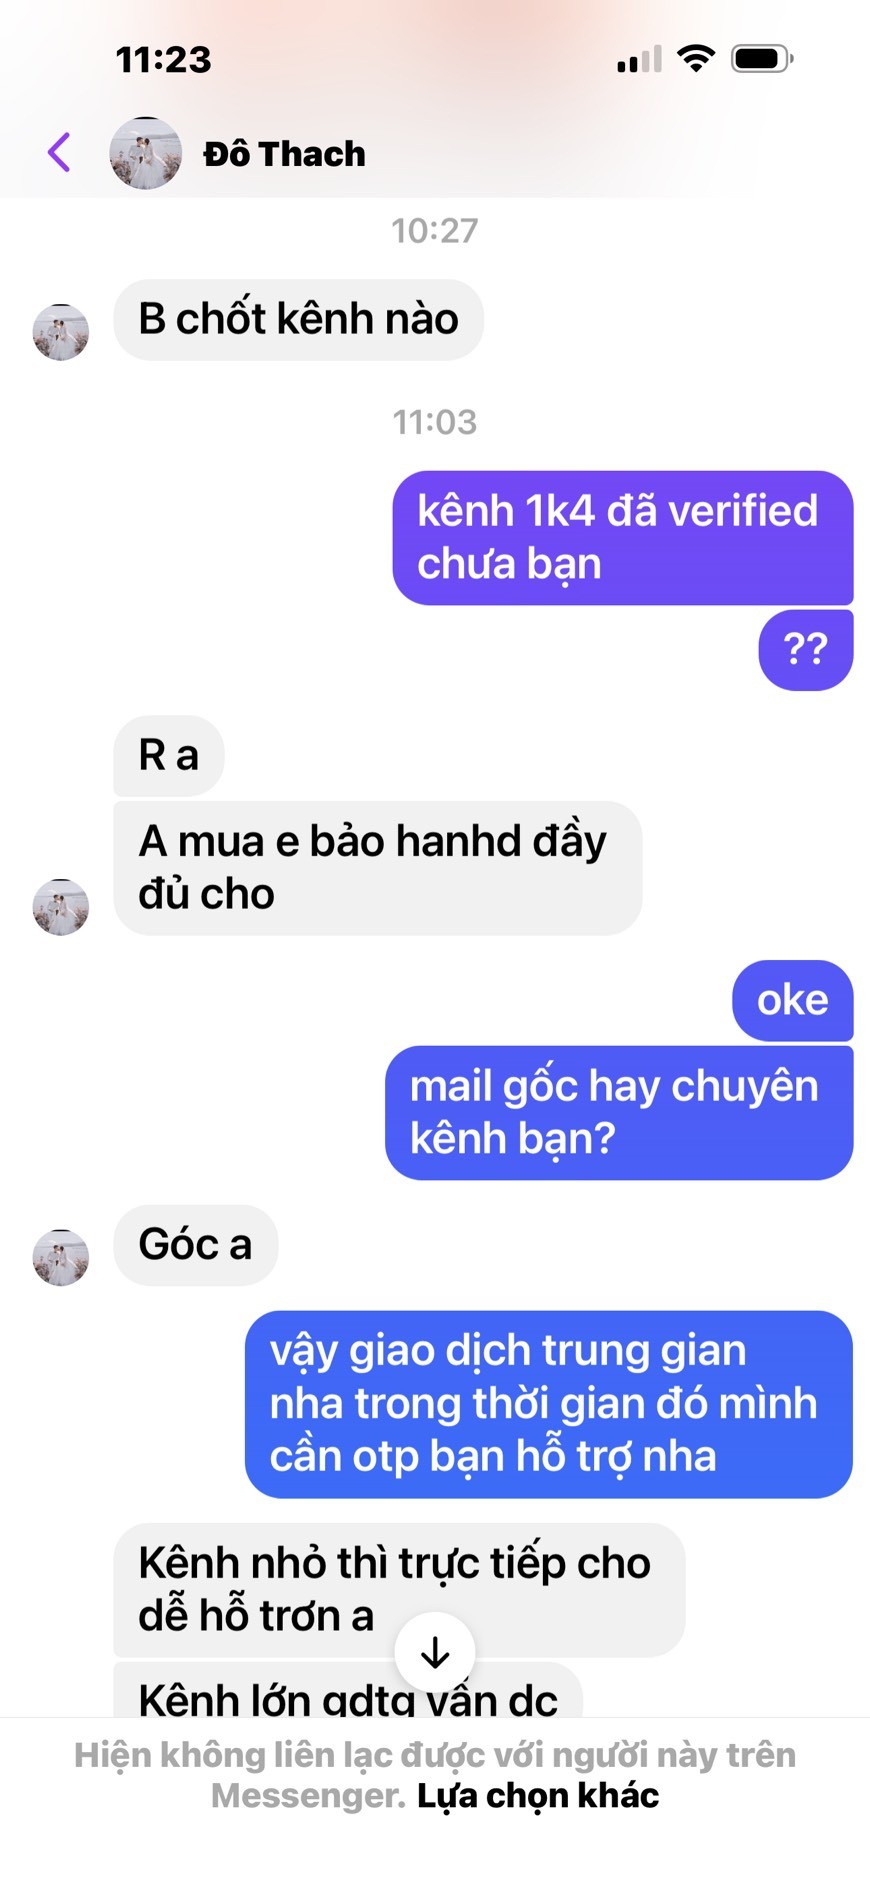 11:23
Đô Thach
10:27
B chốt kênh nào
11:03
kênh 1k4 đã verified
chưa bạn
??
R a
A mua e bảo hanhd đầy
đủ cho
oke
mail gốc hay chuyên
kênh bạn?
Góc a
vậy giao dịch trung gian
nha trong thời gian đó mình
cần otp bạn hỗ trợ nha
Kênh nhỏ thì trực tiếp cho
dễ hỗ trơn a
Kênh lớn gdtg vẫn dc
Hiện không liên lạc được với người này trên
Messenger. Lựa chọn khác